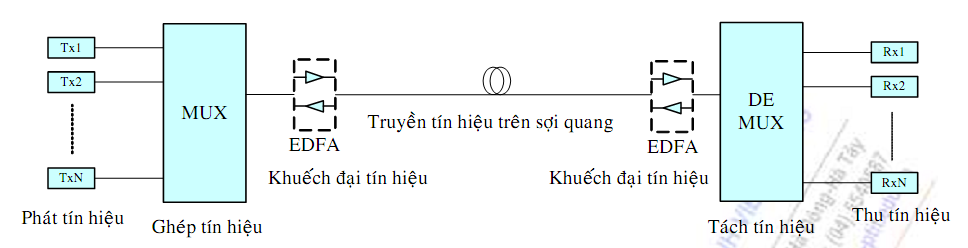 Tx1
Rx1
Tx2
Rx2
MUX
DE
MUX
Truyền tín hiệu trên sợi quang
EDFA
EDFA
TxN
RxN
Khuếch đại tín hiệu
Khuếch đại tín hiệu
Phát tín hiệu
Ghép tín hiệu
Tách tín hiệu
Thu tín hiệu